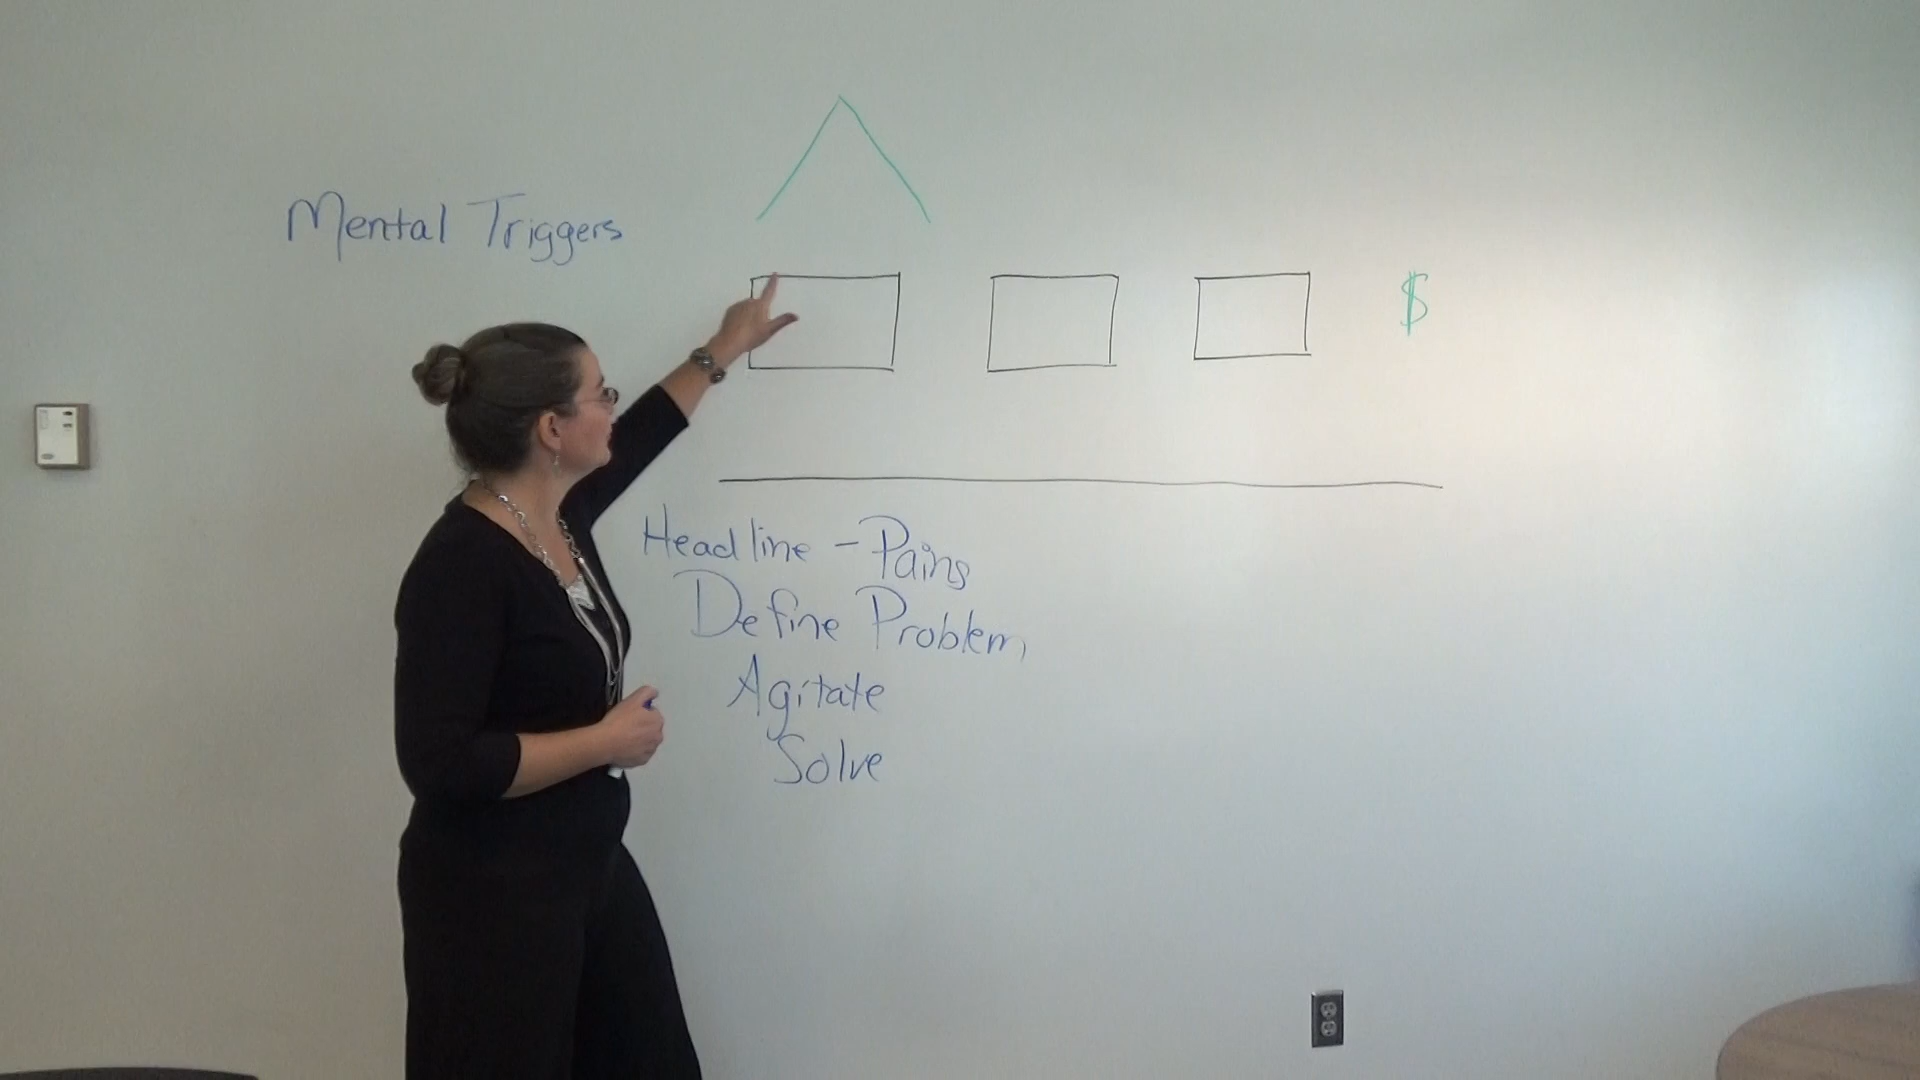 Mental Triggers
$
Headline - Pains
Define Problem,
Agitate
Solve